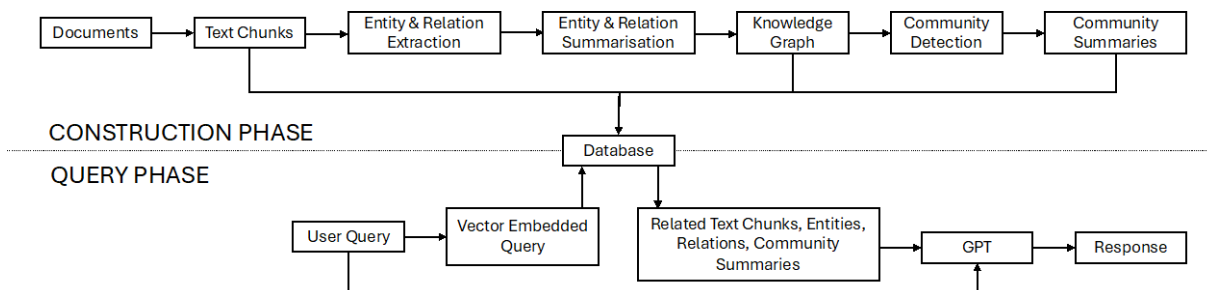 Documents
Text Chunks
Entity & Relation
Extraction
Entity & Relation
Summarisation
Knowledge
Graph
Community
Detection
Community
Summaries
CONSTRUCTION PHASE
Database
QUERY PHASE
User Query
Vector Embedded
Query
Related Text Chunks, Entities,
Relations, Community
Summaries
GPT
Response